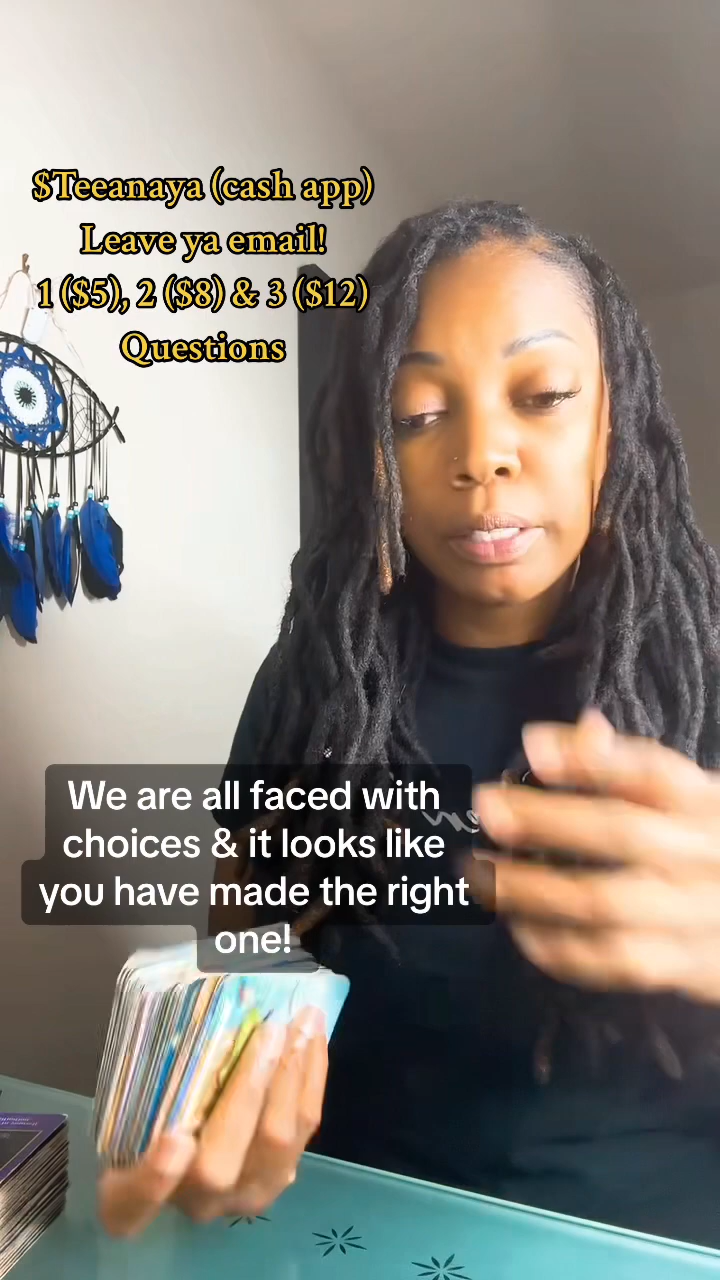 $Teeanaya (cash app)
Leave ya email!
1 ($5), 2 ($8) & 3 ($12)
Questions
We are all faced with
choices & it looks like
you have made the right
one!